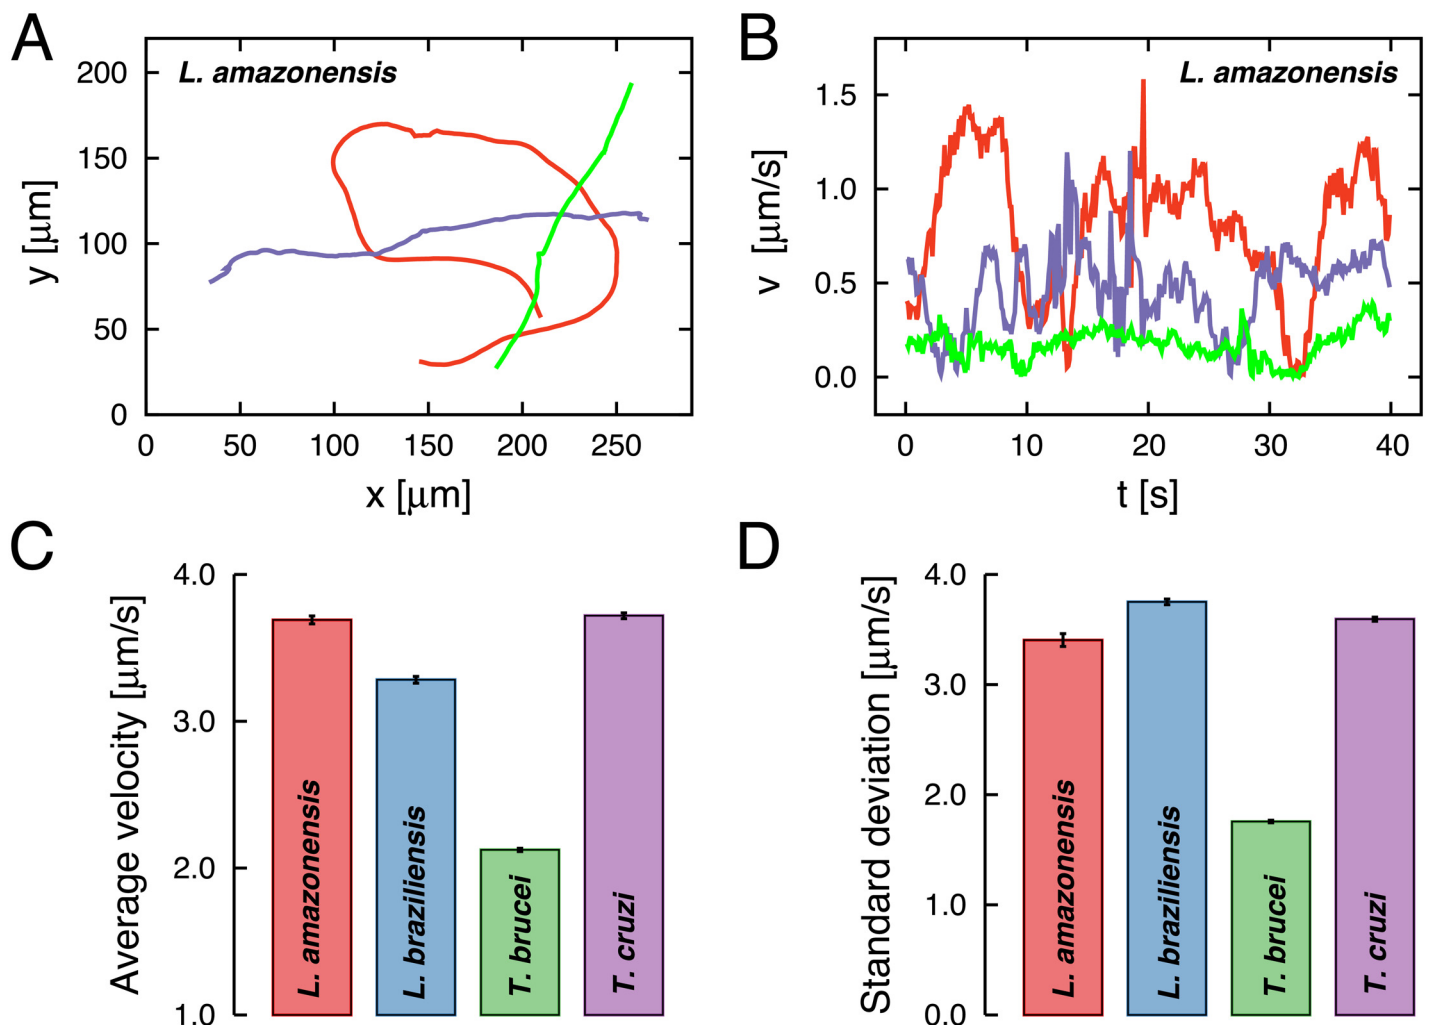 A
L. amazonensis
200
150
100
50
0
y [μm]
0 50 100 150 200 250
x [μm]
B
L. amazonensis
1.5
1.0
0.5
0.0
v [μm/s]
0 10 20 30 40
t [s]
C
4.0
3.0
2.0
1.0
Average velocity [μm/s]
L. amazonensis
L. braziliensis
T. brucei
T. cruzi
D
4.0
3.0
2.0
1.0
0.0
Standard deviation [μm/s]
L. amazonensis
L. braziliensis
T. brucei
T. cruzi